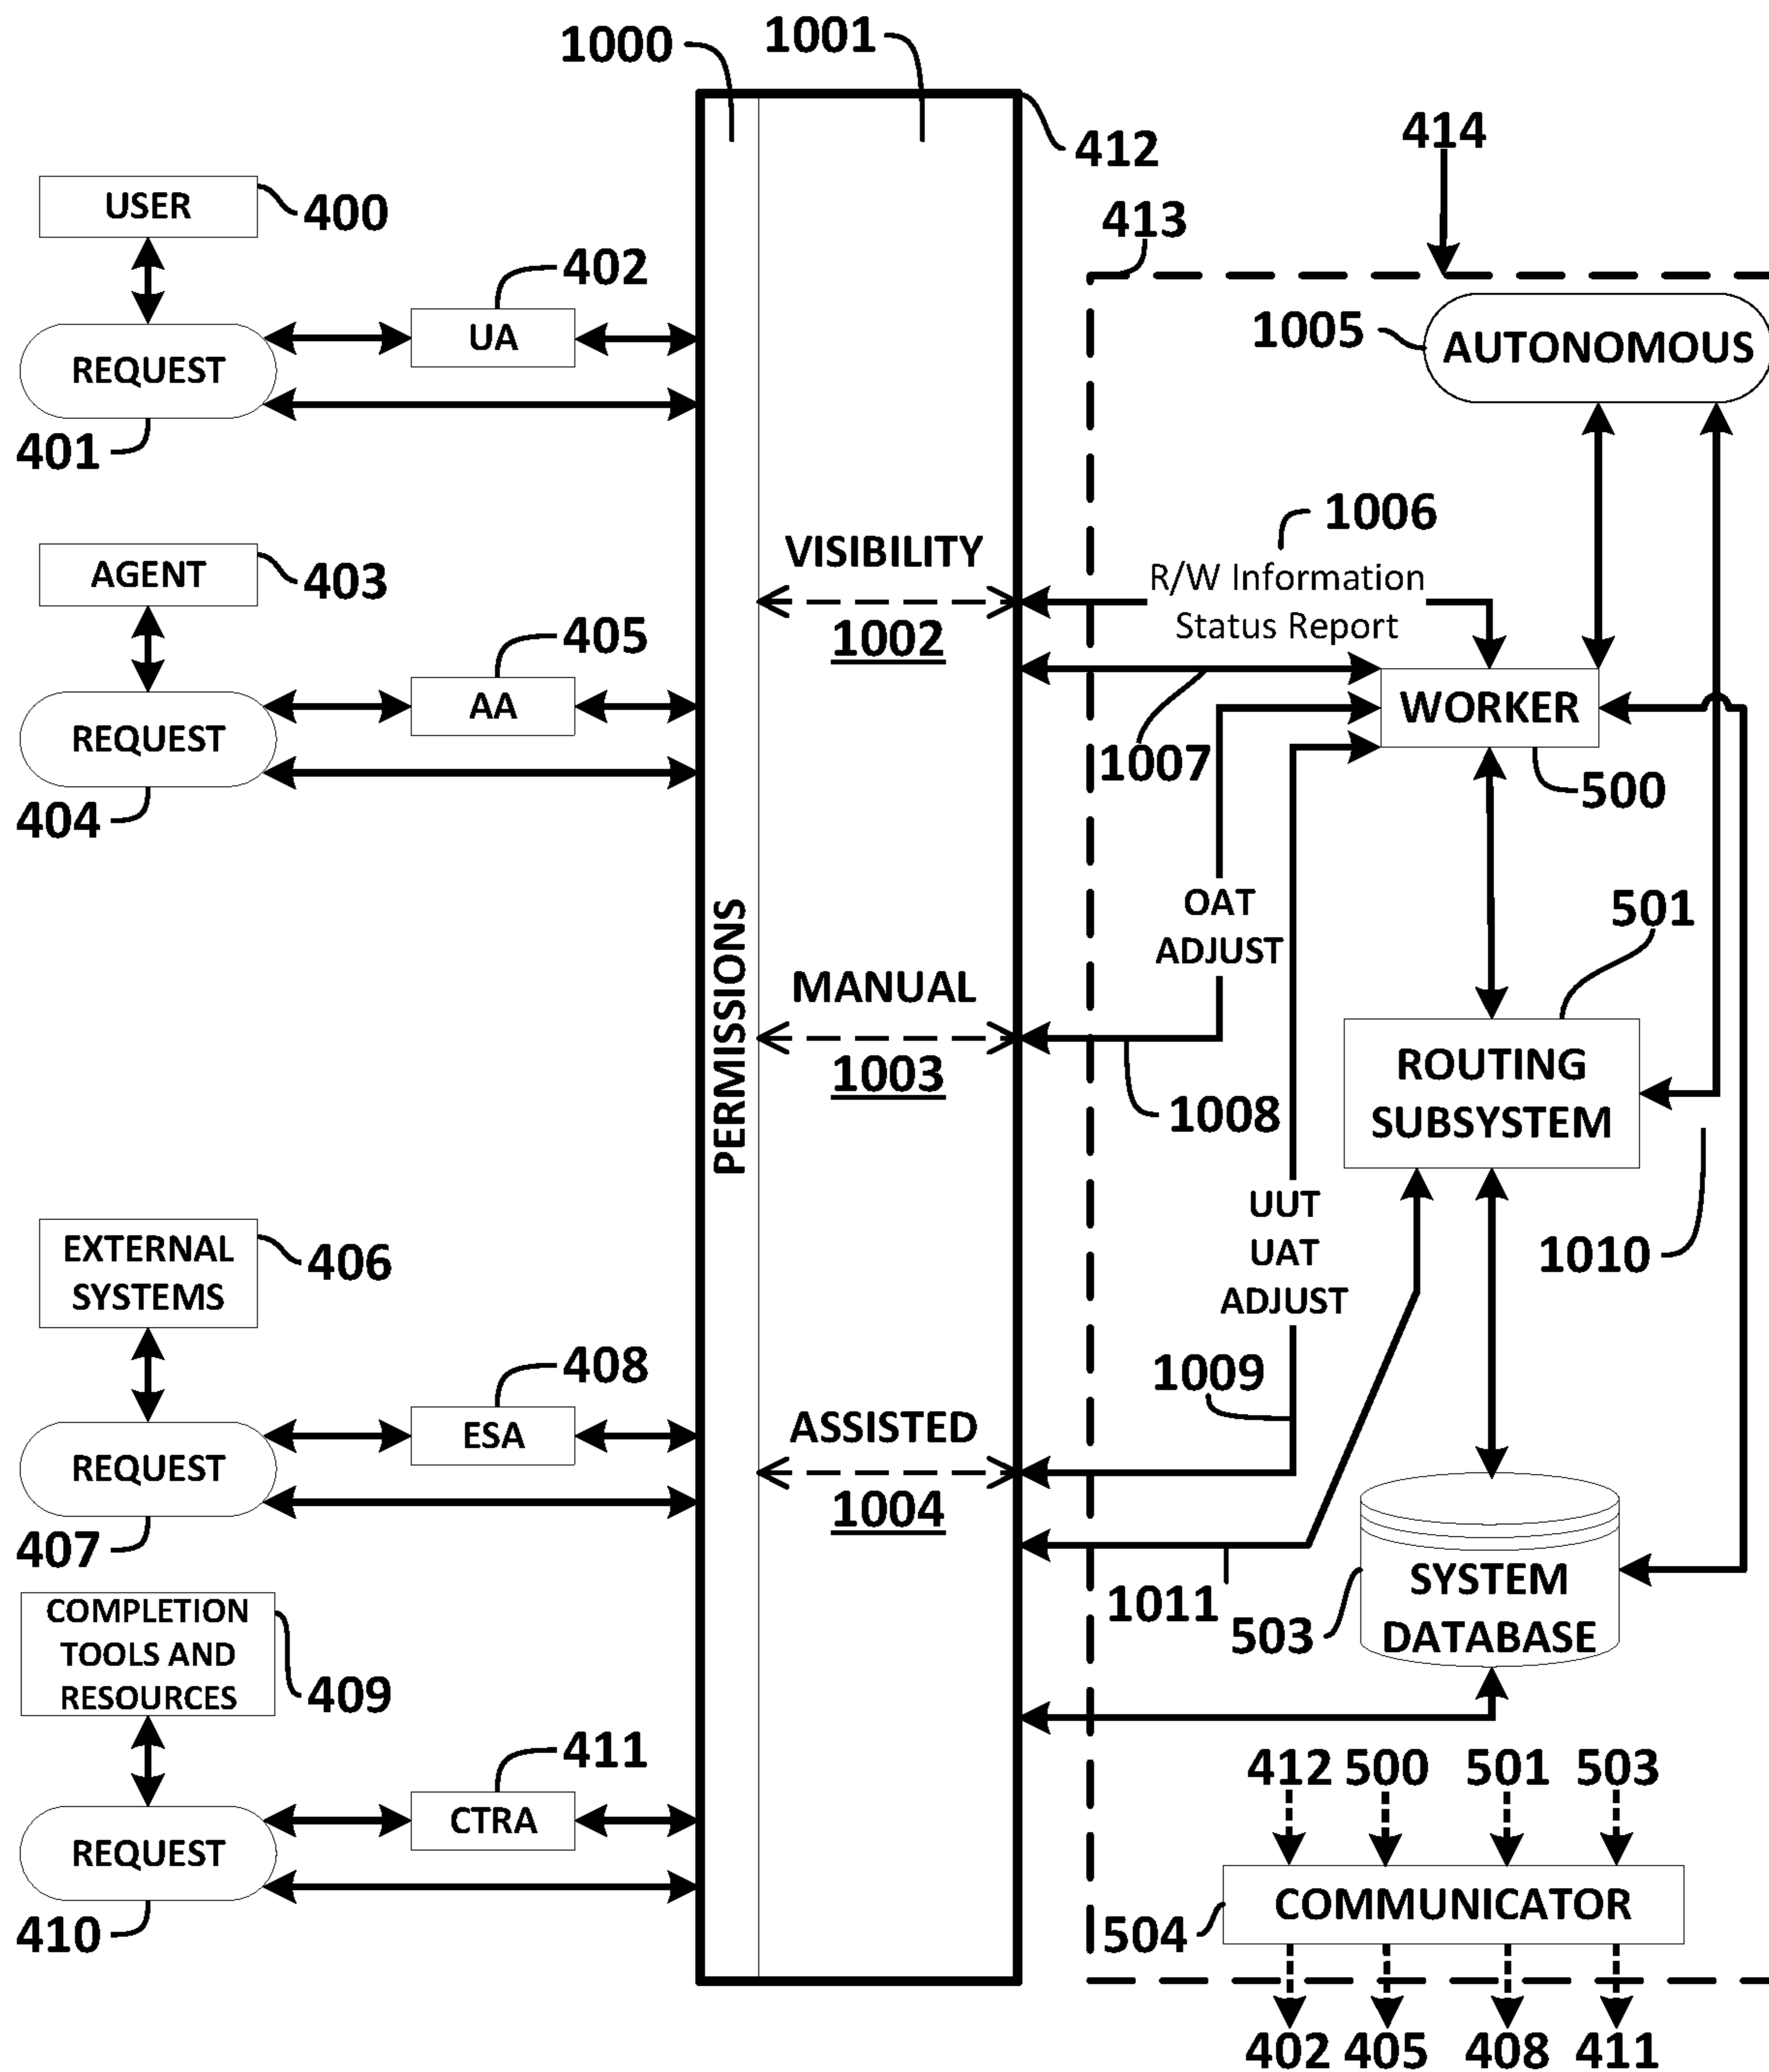 1000
1001
412
414
413
USER
400
402
UA
REQUEST
401
1005
AUTONOMOUS
AGENT
403
405
AA
REQUEST
404
VISIBILITY
1002
1006
R/W Information
Status Report
WORKER
1007
500
OAT
ADJUST
501
PERMISSIONS
MANUAL
1003
1008
ROUTING
SUBSYSTEM
UUT
UAT
ADJUST
1010
EXTERNAL
SYSTEMS
406
408
ESA
REQUEST
407
1009
ASSISTED
1004
1011
503
SYSTEM
DATABASE
COMPLETION
TOOLS AND
RESOURCES
409
411
CTRA
REQUEST
410
412 500 501 503
COMMUNICATOR
504
402 405 408 411